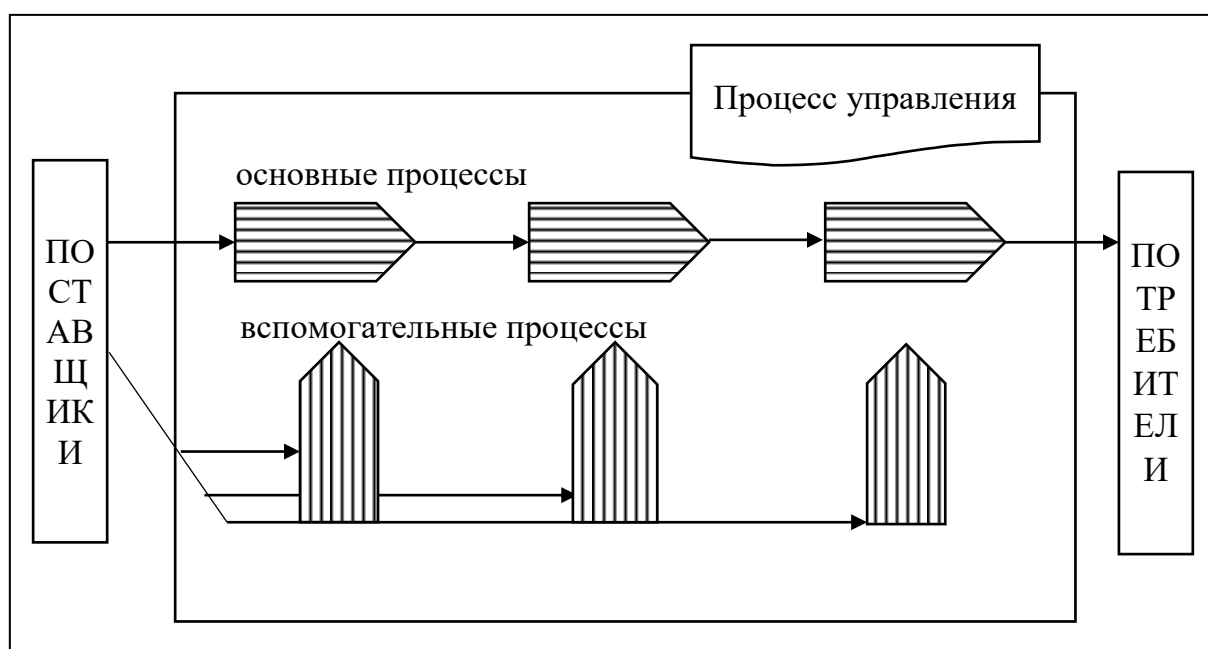 Процесс управления
основные процессы
ПО
СТ
АВ
Щ
ИК
И
вспомогательные процессы
ПО
ТР
ЕБ
ИТ
ЕЛ
И